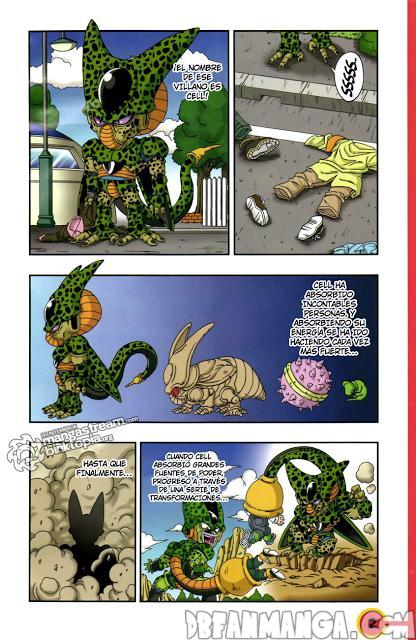 ¡EL NOMBRE
DE ESE
VILLANO ES
CELL!
SSSSS...
CELL HA
ABSORBIDO
INCONTABLES
PERSONAS, Y
ABSORBIENDO SU
ENERGÍA SE HA IDO
HACIENDO CADA
VEZ MÁS
FUERTE...
mangastream.com
HASTA QUE
FINALMENTE...
CUANDO CELL
ABSORBIÓ GRANDES
FUENTES DE PODER,
PROGRESÓ A TRAVÉS
DE UNA SERIE DE
TRANSFORMACIONES...
DBFANMANGA.COM